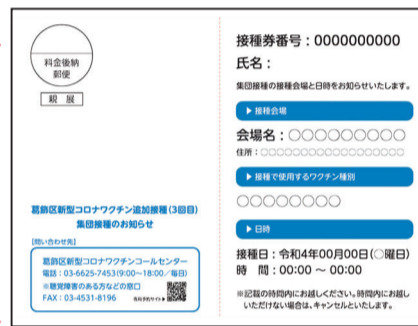 料金後納
郵便
親展
葛飾区新型コロナワクチン追加接種(3回目)
集団接種のお知らせ
【問い合わせ先】
葛飾区新型コロナワクチンコールセンター
電話：03-6625-7453(9:00～18:00／毎日)
※聴覚障害のある方などの窓口
FAX：03-4531-8196
区公式予約サイト▶
接種券番号：0000000000
氏名：
集団接種の接種会場と日時をお知らせいたします。
▶接種会場
会場名：○○○○○○○○○
住所：○○○○○○○○○○○○○○○○○○
▶接種で使用するワクチン種別
○○○○○○○○
▶日時
接種日：令和4年00月00日(○曜日)
時　間：00:00 ～ 00:00
※記載の時間内にお越しください。時間内にお越し
いただけない場合は、キャンセルといたします。